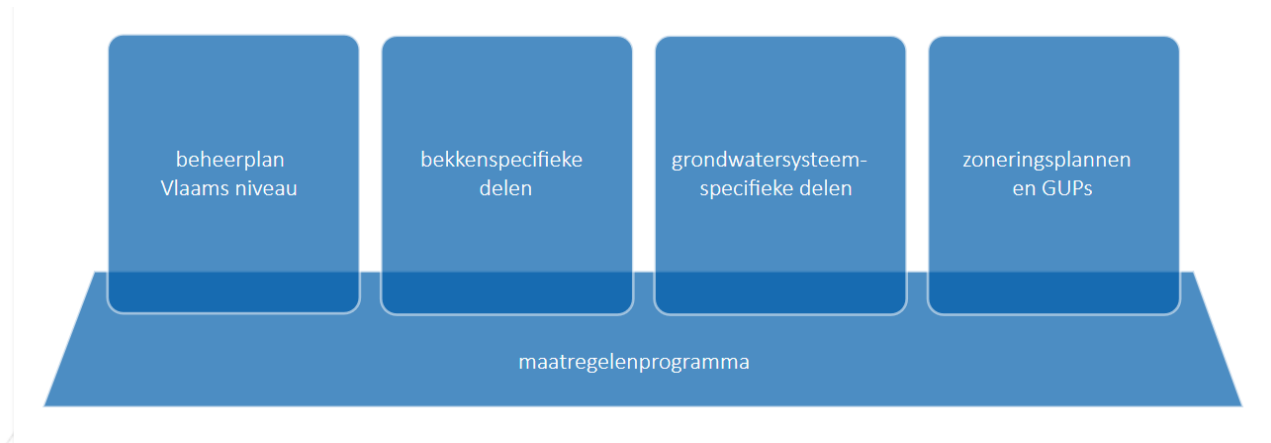 beheerplan
Vlaams niveau
bekkenspecifieke
delen
grondwatersysteem-
specifieke delen
zoneringsplannen
en GUPs
maatregelenprogramma